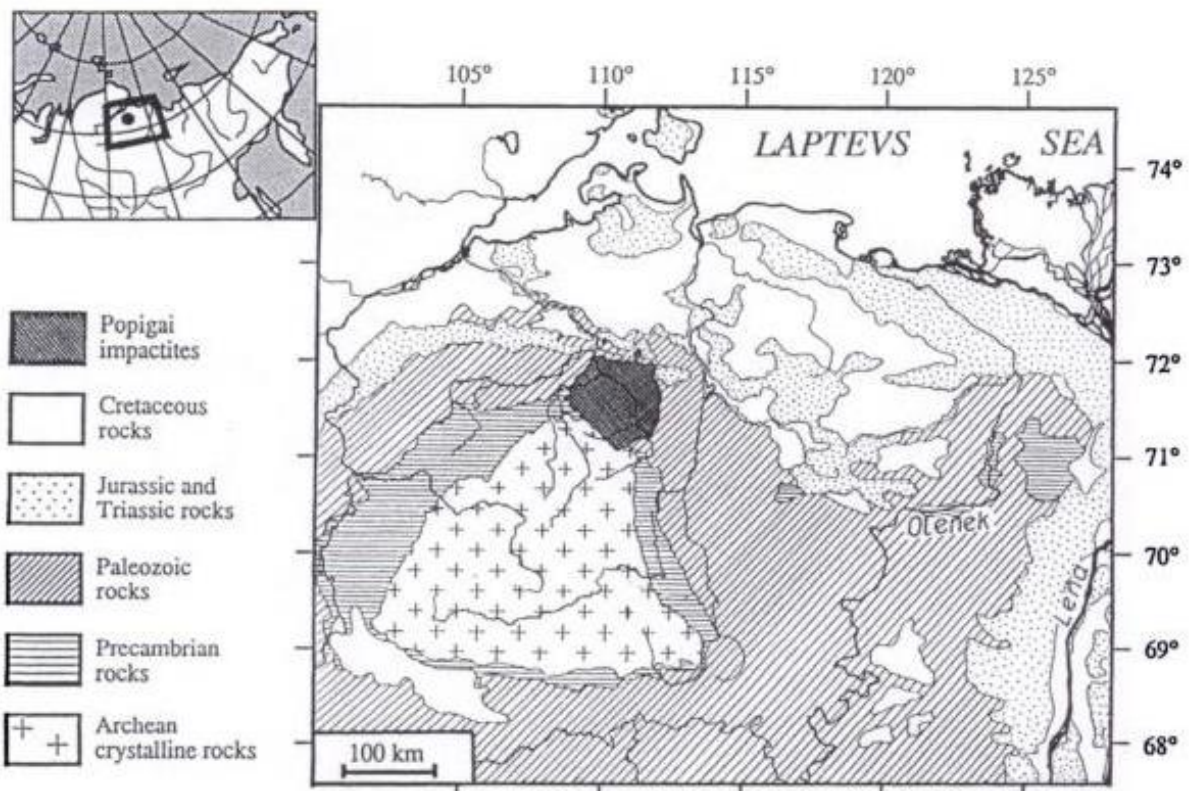 105°
110°
115°
120°
125°
LAPTEVS SEA
74°
73°
72°
71°
70°
69°
68°
Olenek
Lena
Popigai
impactites
Cretaceous
rocks
Jurassic and
Triassic rocks
Paleozoic
rocks
Precambrian
rocks
Archean
crystalline rocks
100 km